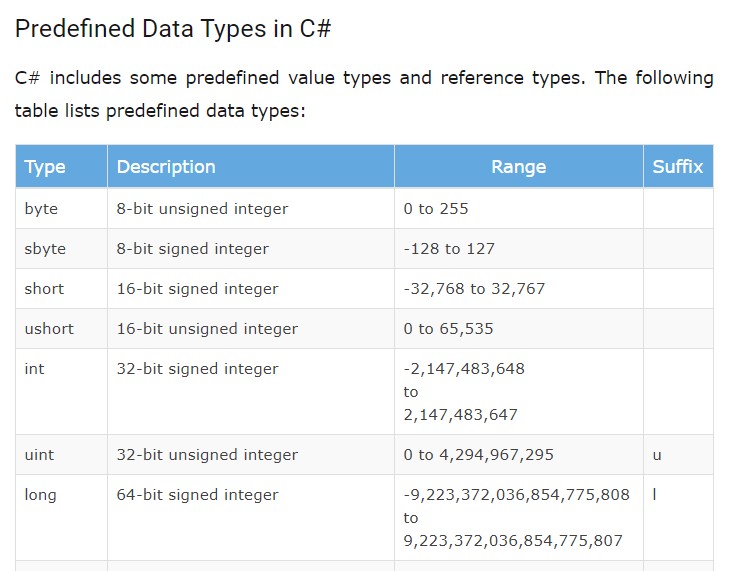 Predefined Data Types in C#
C# includes some predefined value types and reference types. The following
table lists predefined data types:
Type Description Range Suffix
byte 8-bit unsigned integer 0 to 255
sbyte 8-bit signed integer -128 to 127
short 16-bit signed integer -32,768 to 32,767
ushort 16-bit unsigned integer 0 to 65,535
int 32-bit signed integer -2,147,483,648
to
2,147,483,647
uint 32-bit unsigned integer 0 to 4,294,967,295 u
long 64-bit signed integer -9,223,372,036,854,775,808 l
to
9,223,372,036,854,775,807